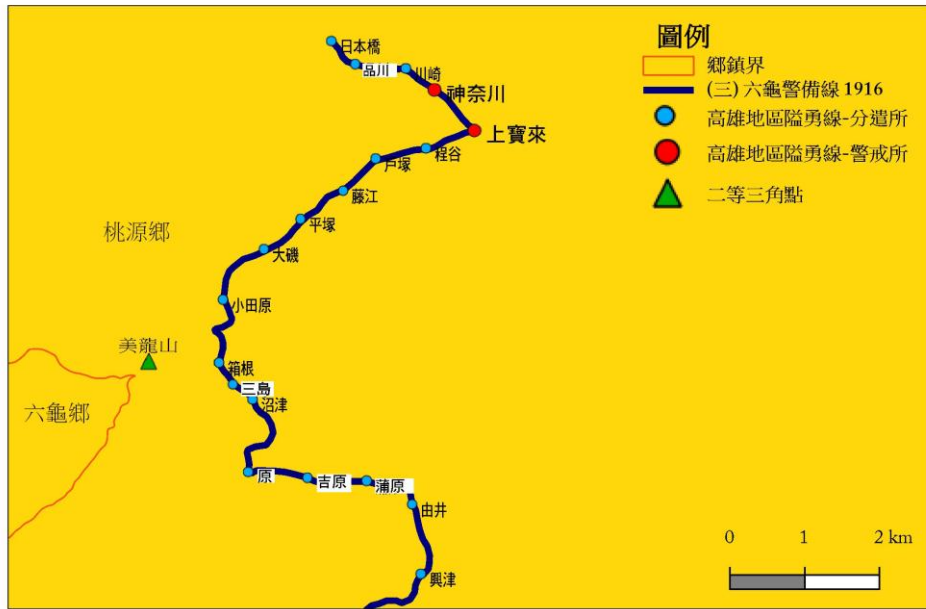 日本橋
品川
川崎
神奈川
上寶來
程谷
戸塚
藤江
平塚
大磯
小田原
箱根
三島
沼津
原
吉原
蒲原
由井
興津
桃源鄉
美龍山
六龜鄉
圖例
鄉鎮界
(三) 六龜警備線 1916
高雄地區隘勇線-分遣所
高雄地區隘勇線-警戒所
二等三角點
0 1 2 km